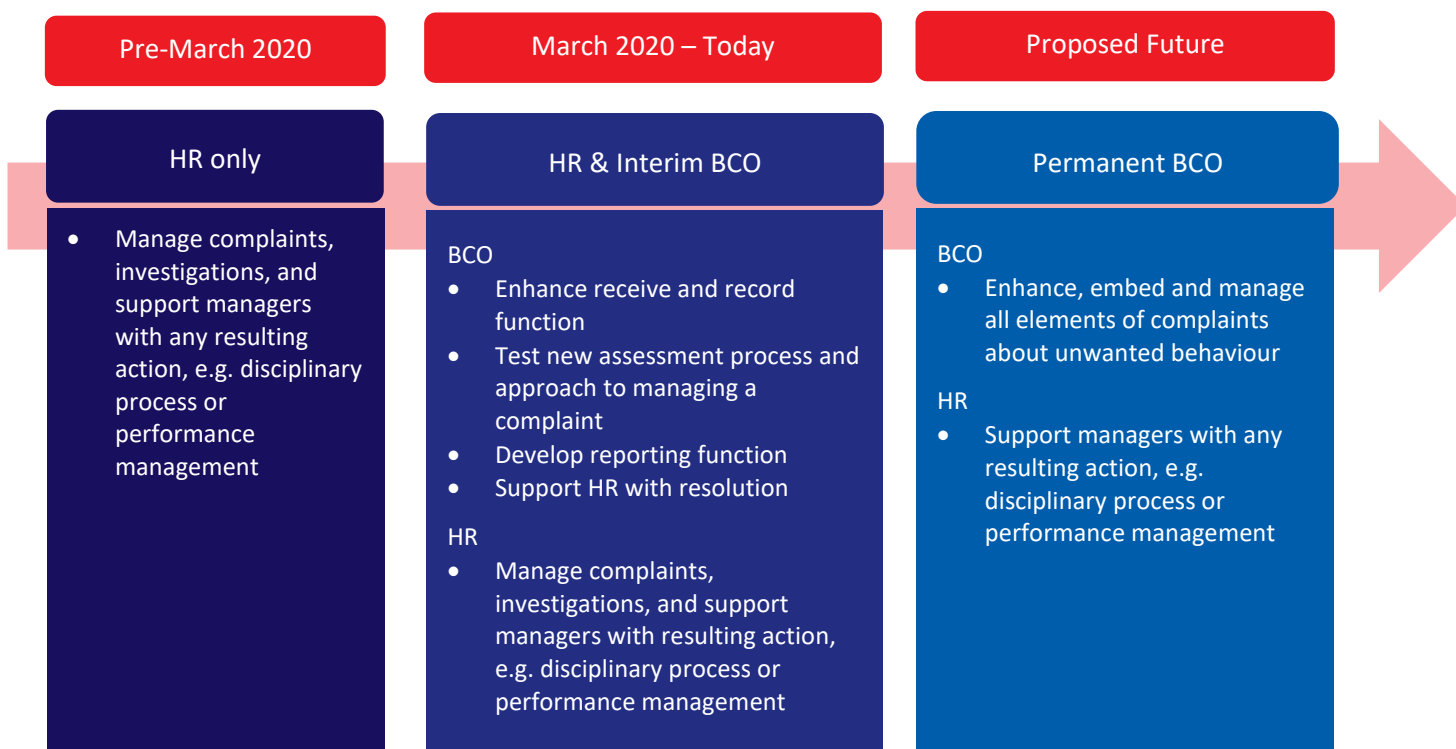 Pre-March 2020
March 2020 – Today
Proposed Future
HR only
HR & Interim BCO
Permanent BCO
• Manage complaints,
investigations, and
support managers
with any resulting
action, e.g. disciplinary
process or
performance
management
BCO
• Enhance receive and record
function
• Test new assessment process and
approach to managing a
complaint
• Develop reporting function
• Support HR with resolution
HR
• Manage complaints,
investigations, and support
managers with resulting action,
e.g. disciplinary process or
performance management
BCO
• Enhance, embed and manage
all elements of complaints
about unwanted behaviour
HR
• Support managers with any
resulting action, e.g.
disciplinary process or
performance management